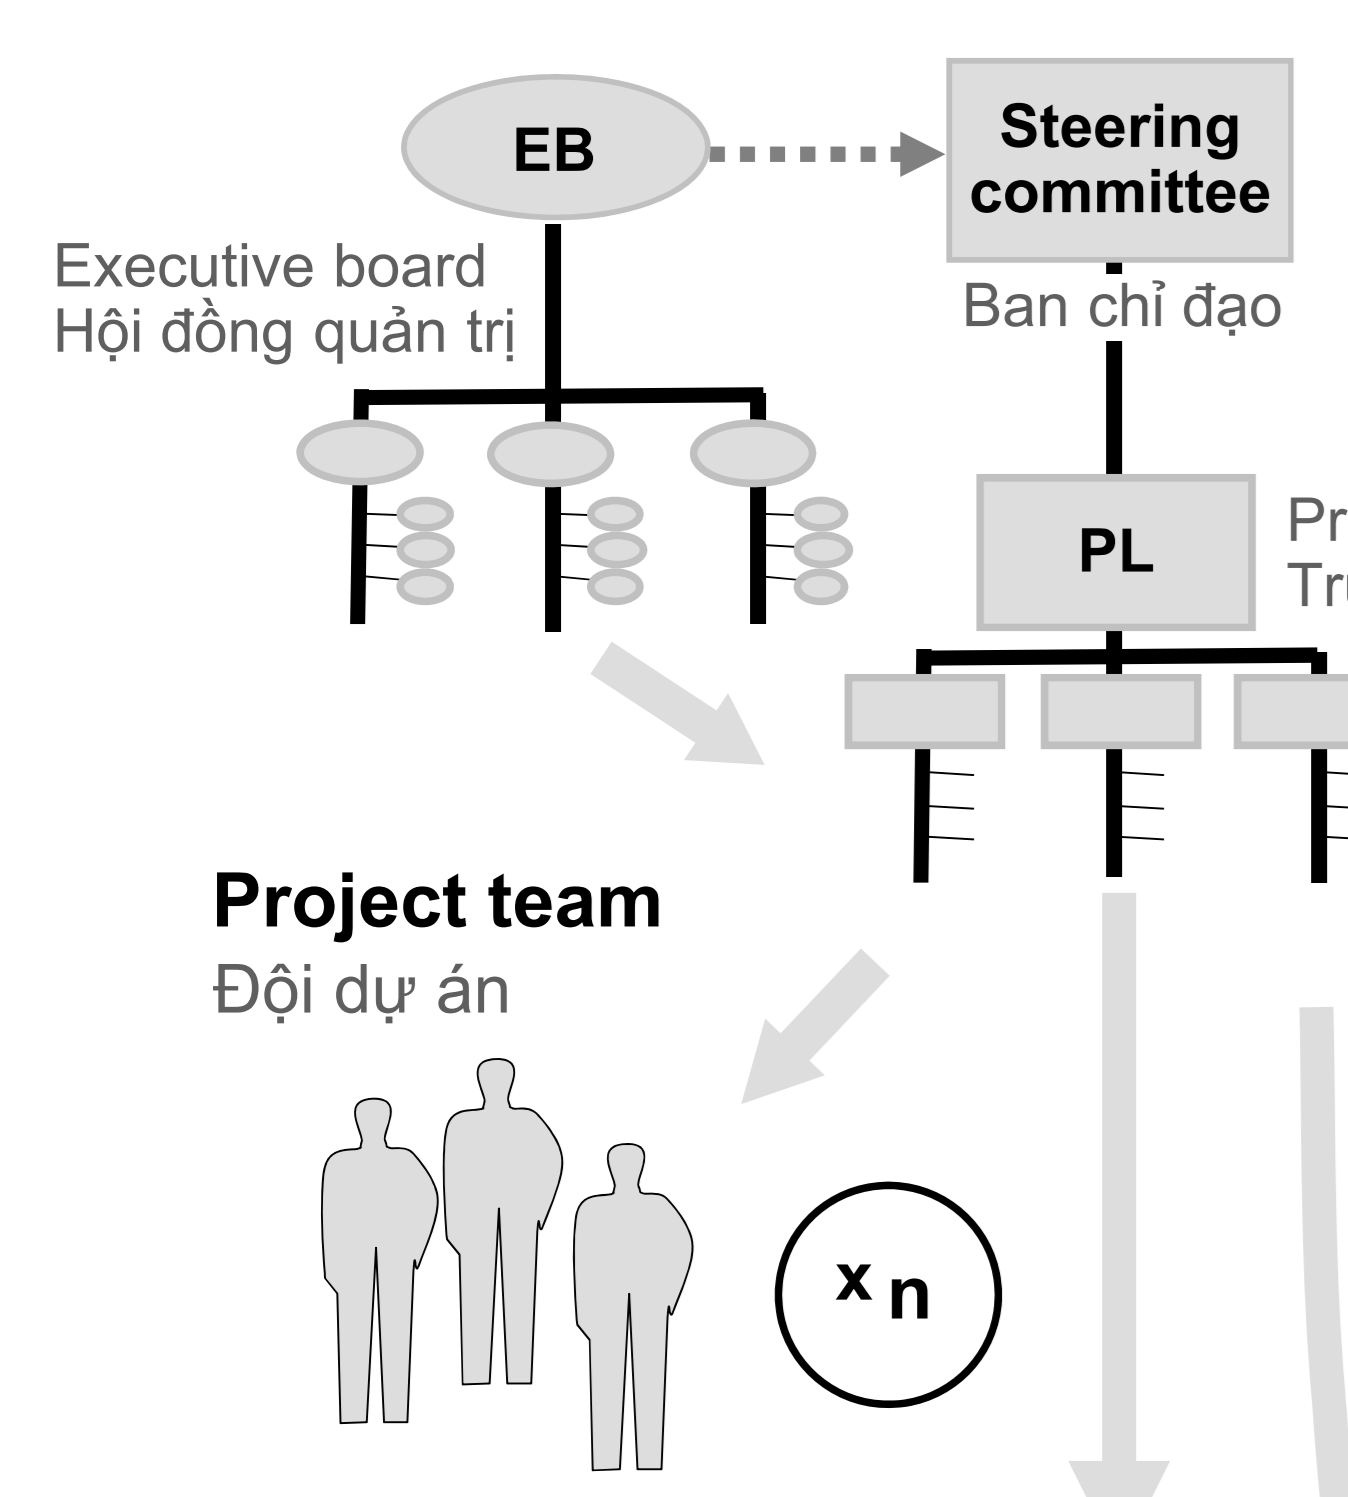 EB
Steering
committee
Executive board
Hội đồng quản trị
Ban chỉ đạo
PL
Project team
Đội dự án
x n